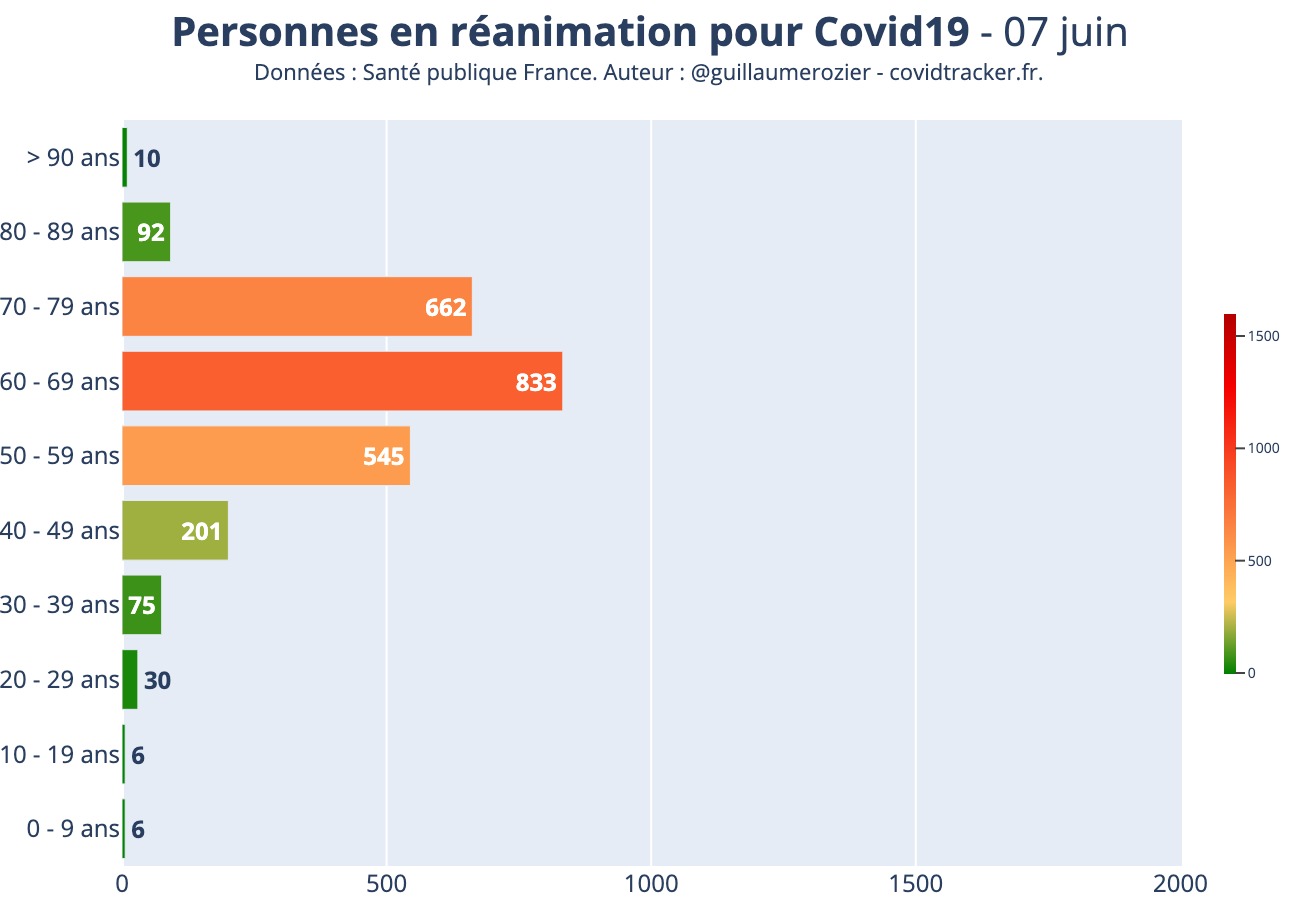 Personnes en réanimation pour Covid19 - 07 juin
Données : Santé publique France. Auteur : @guillaumerozier - covidtracker.fr.
> 90 ans 10
80 - 89 ans 92
70 - 79 ans 662
60 - 69 ans 833
50 - 59 ans 545
40 - 49 ans 201
30 - 39 ans 75
20 - 29 ans 30
10 - 19 ans 6
0 - 9 ans 6
0 500 1000 1500 2000
1500
1000
500
0